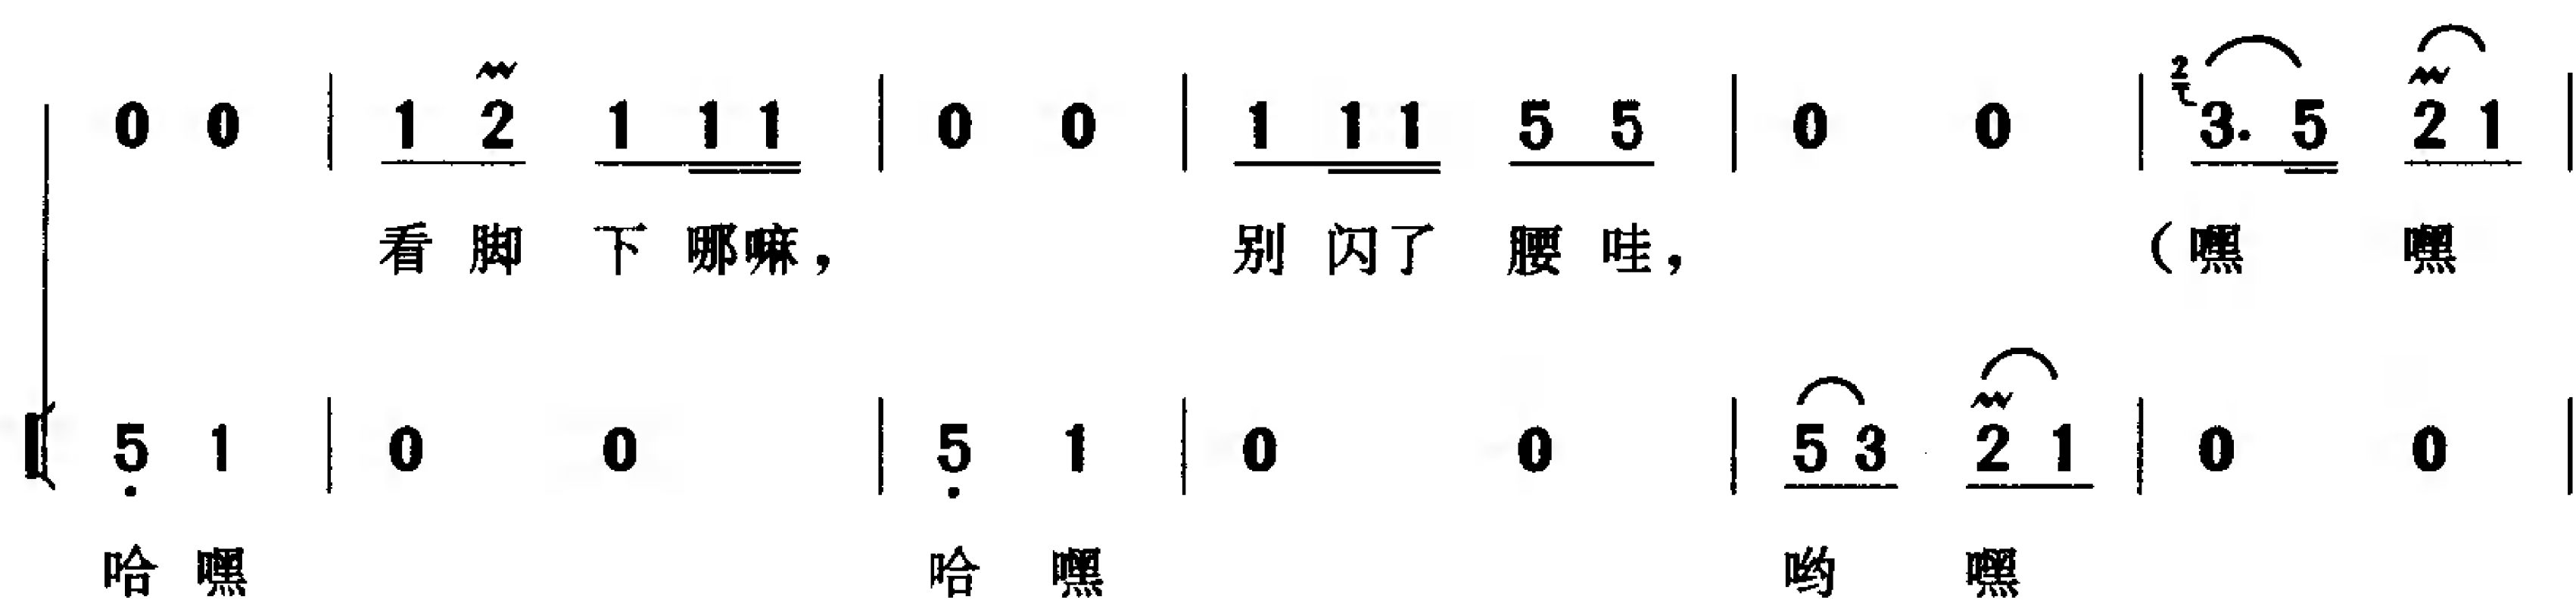 0 0 | 1 2 1 1 1 | 0 0 | 1 1 1 5 5 | 0 0 | 2 3. 5 2 1 |
看 脚 下 哪嘛， 别 闪了 腰 哇， （嘿 嘿
5 1 | 0 0 | 5 1 | 0 0 | 5 3 2 1 | 0 0 |
哈 嘿 哈 嘿 哟 嘿